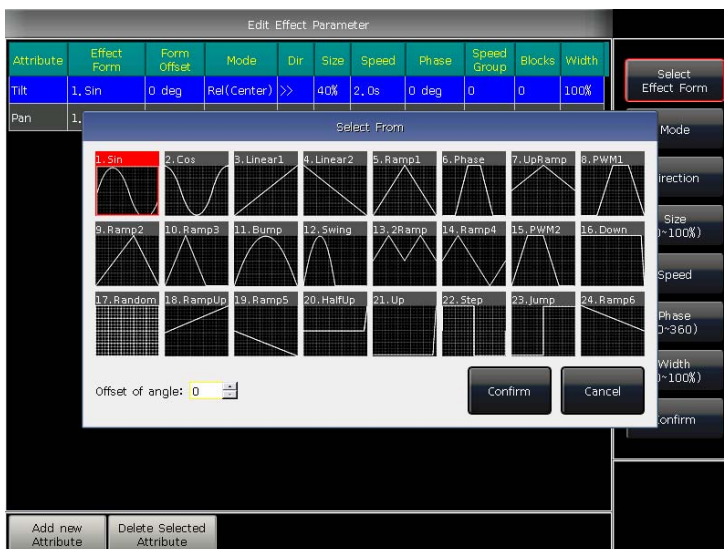 Edit Effect Parameter
Attribute Effect Form Form Offset Mode Dir Size Speed Phase Speed Group Blocks Width
Tilt 1. Sin 0 deg Rel(Center) >> 40% 2.0s 0 deg 0 0 100%
Pan 1.
Select From
1.Sin 2.Cos 3.Linear1 4.Linear2 5.Ramp1 6.Phase 7.UpRamp 8.PWM1
9.Ramp2 10.Ramp3 11.Bump 12.Swing 13.2Ramp 14.Ramp4 15.PWM2 16.Down
17.Random 18.RampUp 19.Ramp5 20.HalfUp 21.Up 22.Step 23.Jump 24.Ramp6
Offset of angle: 0
Confirm Cancel
Select
Effect Form
Mode
irection
Size
~100%)
Speed
Phase
~360)
Width
~100%)
onfirm
Add new
Attribute
Delete Selected
Attribute